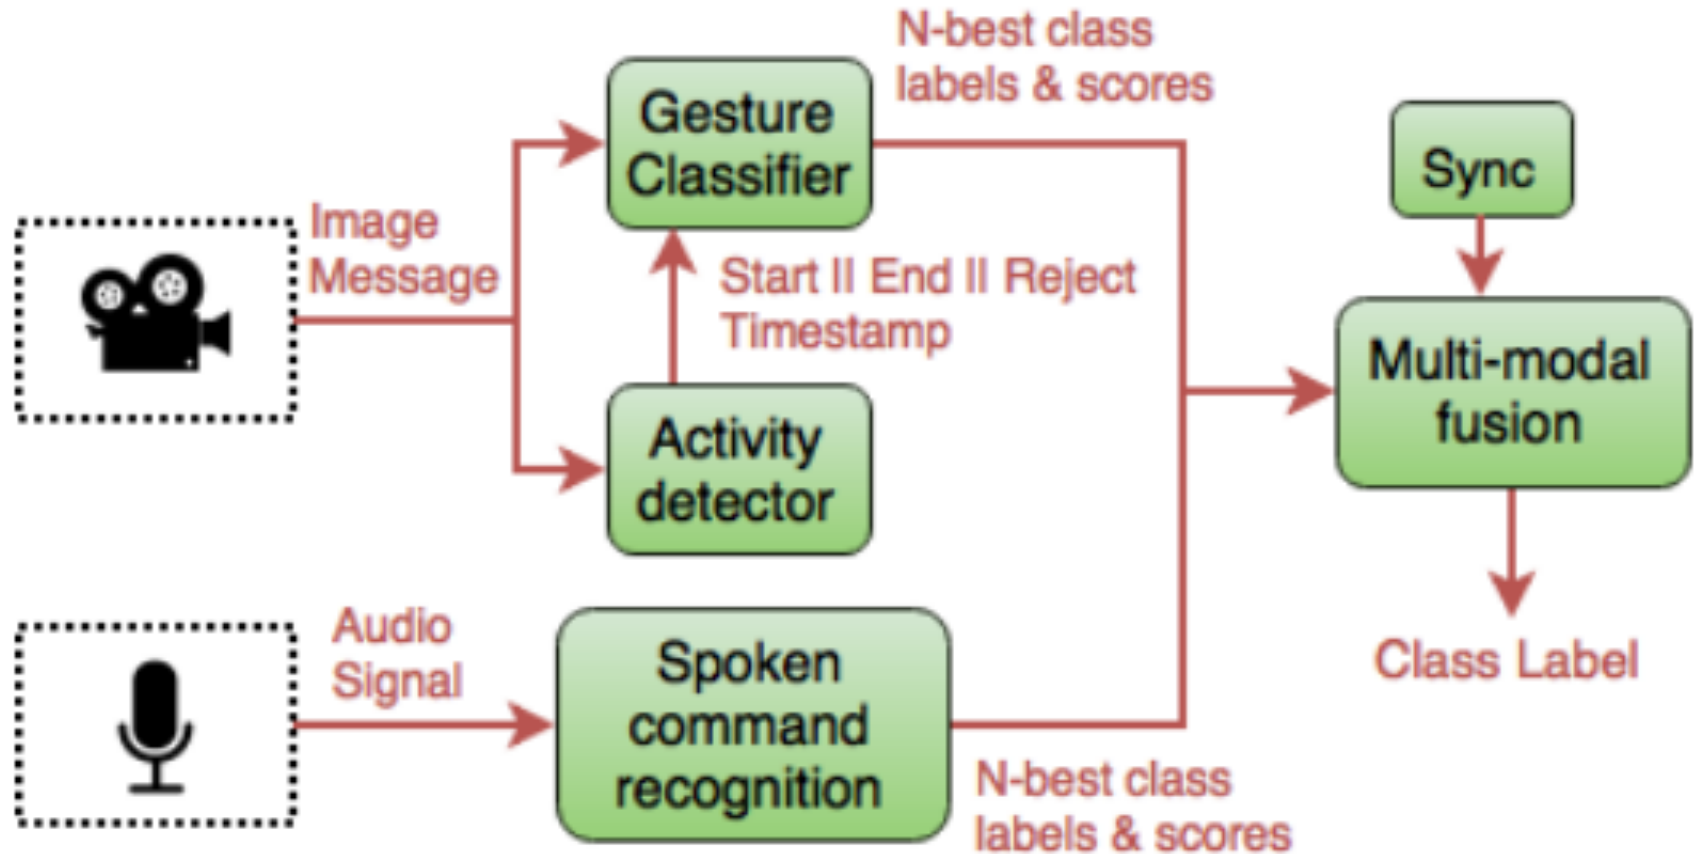 N-best class
labels & scores
Gesture
Classifier
Sync
Image
Message
Start II End II Reject
Timestamp
Multi-modal
fusion
Activity
detector
Audio
Signal
Spoken
command
recognition
Class Label
N-best class
labels & scores